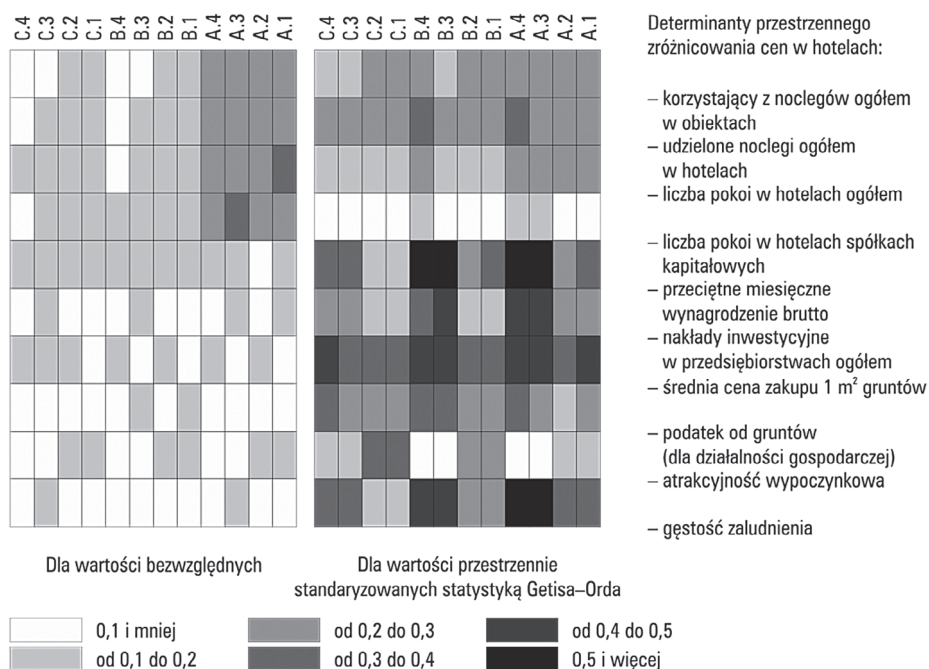 C.4 C.3 C.2 C.1 B.4 B.3 B.2 B.1 A.4 A.3 A.2 A.1
C.4 C.3 C.2 C.1 B.4 B.3 B.2 B.1 A.4 A.3 A.2 A.1
Determinanty przestrzennego
zróżnicowania cen w hotelach:
– korzystający z noclegów ogółem
w obiektach
– udzielone noclegi ogółem
w hotelach
– liczba pokoi w hotelach ogółem
– liczba pokoi w hotelach spółkach
kapitałowych
– przeciętne miesięczne
wynagrodzenie brutto
– nakłady inwestycyjne
w przedsiębiorstwach ogółem
– średnia cena zakupu 1 m² gruntów
– podatek od gruntów
(dla działalności gospodarczej)
– atrakcyjność wypoczynkowa
– gęstość zaludnienia
Dla wartości bezwzględnych
Dla wartości przestrzennie
standaryzowanych statystyką Getisa–Orda
0,1 i mniej
od 0,2 do 0,3
od 0,4 do 0,5
od 0,1 do 0,2
od 0,3 do 0,4
0,5 i więcej